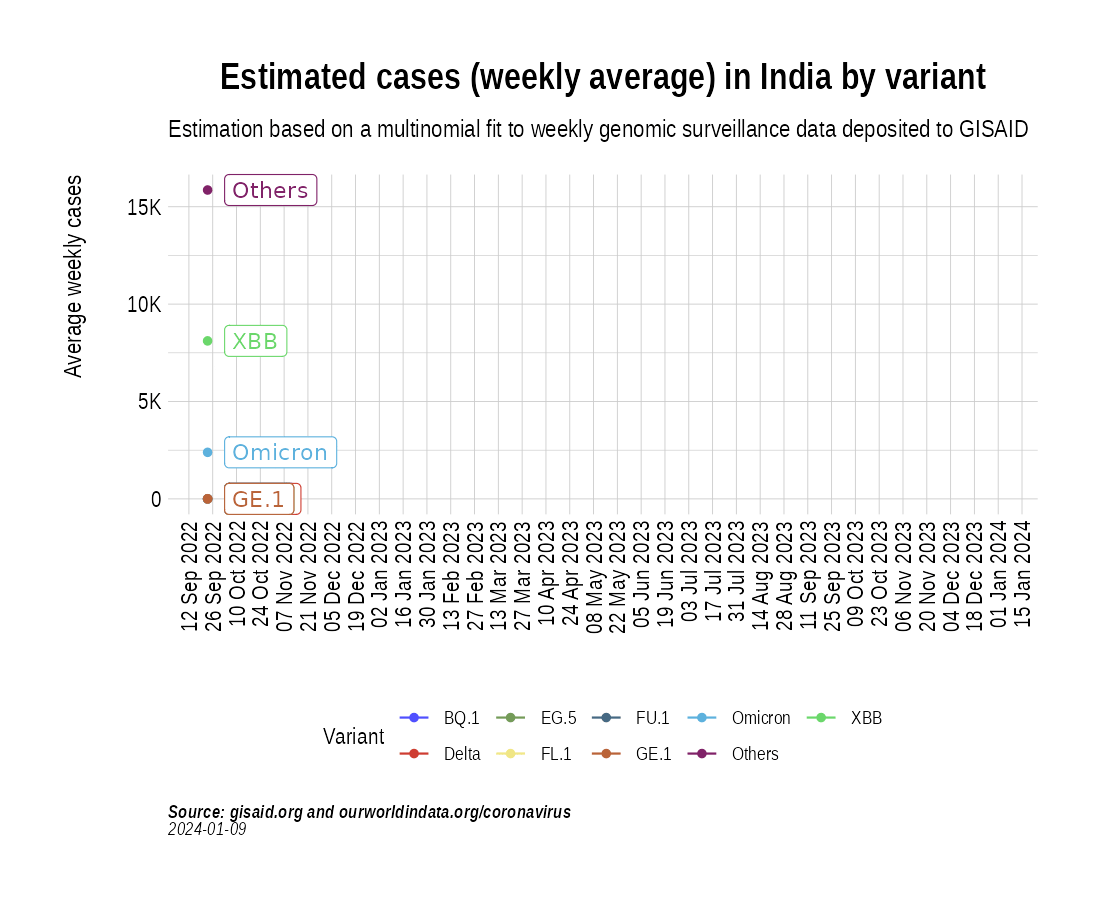 Estimated cases (weekly average) in India by variant
Estimation based on a multinomial fit to weekly genomic surveillance data deposited to GISAID
Average weekly cases
15K
10K
5K
0
Others
XBB
Omicron
GE.1
12 Sep 2022
26 Sep 2022
10 Oct 2022
24 Oct 2022
07 Nov 2022
21 Nov 2022
05 Dec 2022
19 Dec 2022
02 Jan 2023
16 Jan 2023
30 Jan 2023
13 Feb 2023
27 Feb 2023
13 Mar 2023
27 Mar 2023
10 Apr 2023
24 Apr 2023
08 May 2023
22 May 2023
05 Jun 2023
19 Jun 2023
03 Jul 2023
17 Jul 2023
31 Jul 2023
14 Aug 2023
28 Aug 2023
11 Sep 2023
25 Sep 2023
09 Oct 2023
23 Oct 2023
06 Nov 2023
20 Nov 2023
04 Dec 2023
18 Dec 2023
01 Jan 2024
15 Jan 2024
Variant
BQ.1 EG.5 FU.1 Omicron XBB
Delta FL.1 GE.1 Others
Source: gisaid.org and ourworldindata.org/coronavirus
2024-01-09